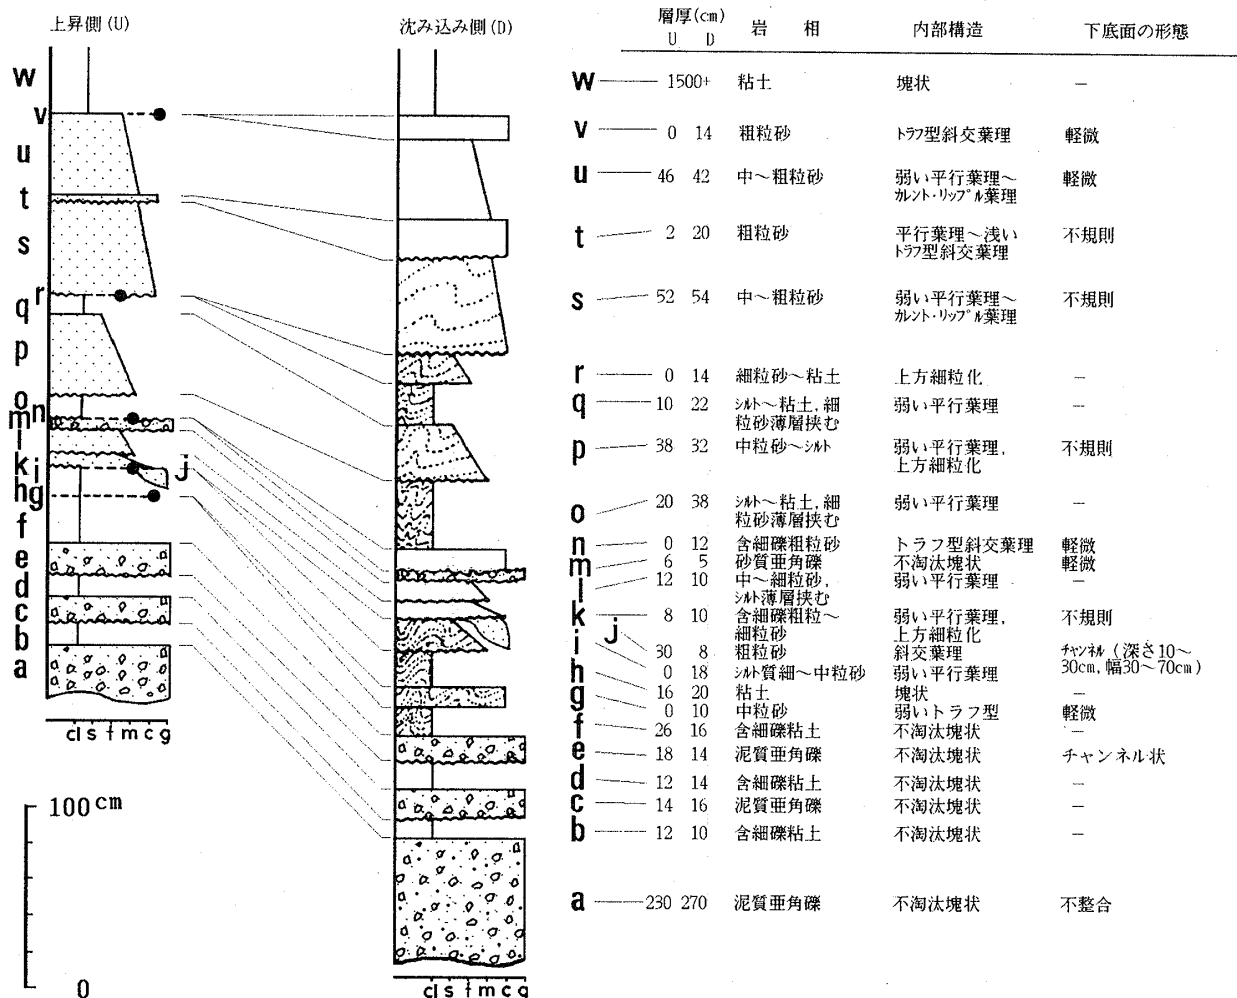 上昇側(U)
沈み込み側(D)
w
v
u
t
s
r
q
p
o
n
m
l
k
i
j
h
g
f
e
d
c
b
a
cl s f m c g
cl s f m c g
100 cm
0
層厚(cm) 岩 相 内部構造 下底面の形態
U D
w 1500+ 粘土 塊状 －
v 0 14 粗粒砂 トラフ型斜交葉理 軽微
u 46 42 中～粗粒砂 弱い平行葉理～ 軽微
カレント・リップル葉理
t 2 20 粗粒砂 平行葉理～浅い 不規則
トラフ型斜交葉理
s 52 54 中～粗粒砂 弱い平行葉理～ 不規則
カレント・リップル葉理
r 0 14 細粒砂～粘土 上方細粒化 －
q 10 22 シルト～粘土,細 弱い平行葉理 －
粒砂薄層挟む
p 38 32 中粒砂～シルト 弱い平行葉理, 不規則
上方細粒化
o 20 38 シルト～粘土,細 弱い平行葉理 －
粒砂薄層挟む
n 0 12 含細礫粗粒砂 トラフ型斜交葉理 軽微
m 6 5 砂質亜角礫 不淘汰塊状 軽微
l 12 10 中～細粒砂, 弱い平行葉理 －
シルト薄層挟む
k 8 10 含細礫粗粒～ 弱い平行葉理, 不規則
細粒砂 上方細粒化
j 30 8 粗粒砂 斜交葉理 チャンネル (深さ10～
30cm,幅30～70cm)
i 0 18 シルト質細～中粒砂 弱い平行葉理
h 16 20 粘土 塊状 －
g 0 10 中粒砂 弱いトラフ型 軽微
f 26 16 含細礫粘土 不淘汰塊状 －
e 18 14 泥質亜角礫 不淘汰塊状 チャンネル状
d 12 14 含細礫粘土 不淘汰塊状 －
c 14 16 泥質亜角礫 不淘汰塊状 －
b 12 10 含細礫粘土 不淘汰塊状 －
a 230 270 泥質亜角礫 不淘汰塊状 不整合